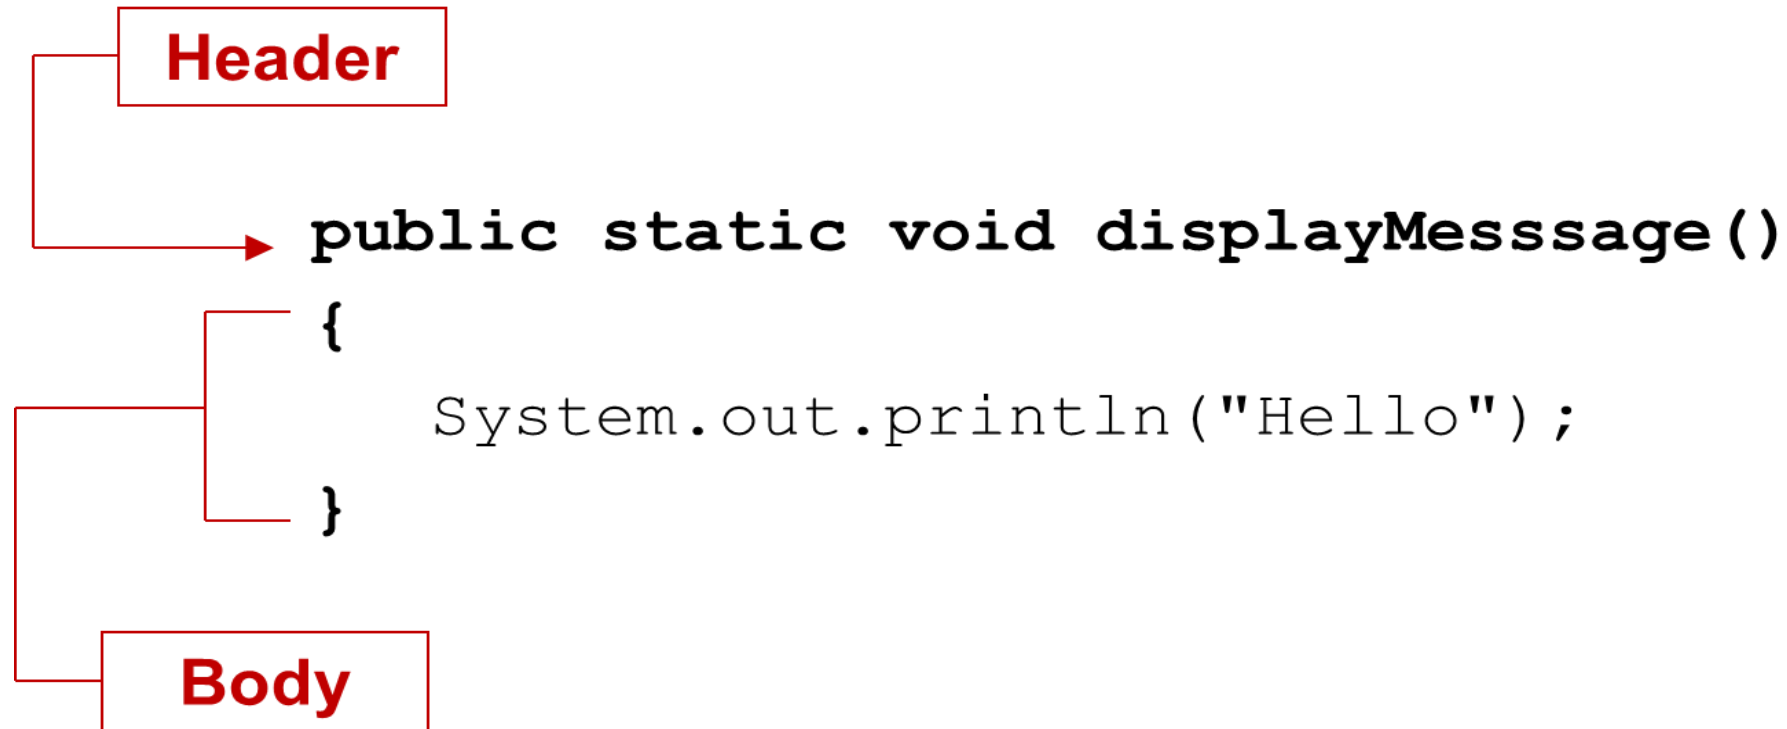 Header
public static void displayMesssage()
{
System.out.println("Hello");
}
Body